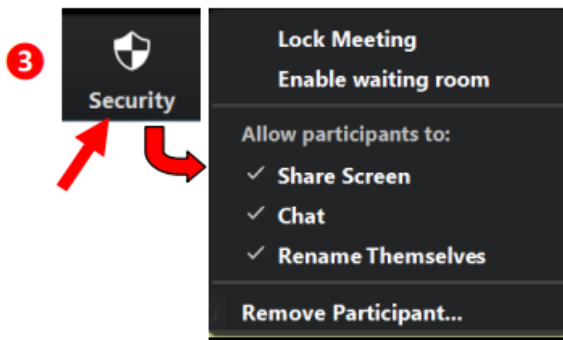 3
Security
Lock Meeting
Enable waiting room
Allow participants to:
Share Screen
Chat
Rename Themselves
Remove Participant...